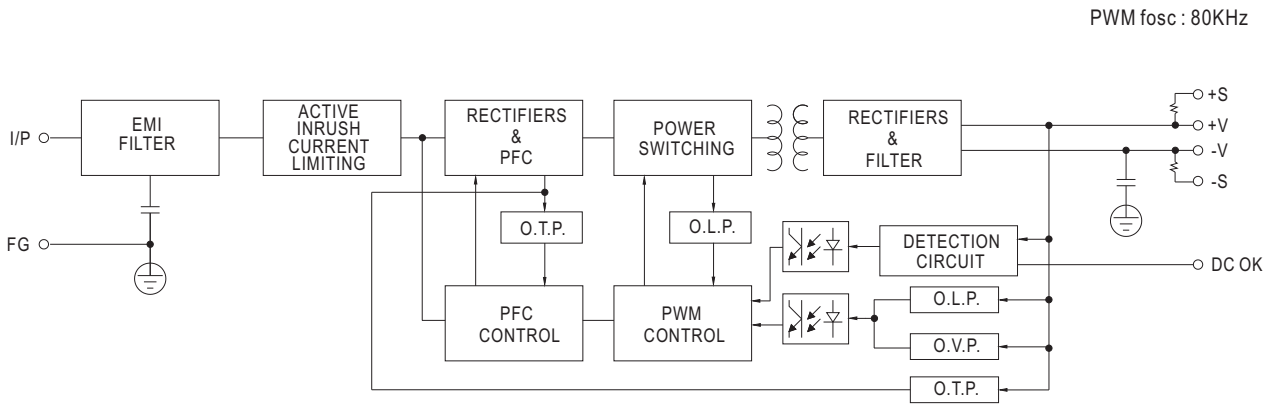 PWM fosc : 80KHz
I/P
EMI
FILTER
ACTIVE
INRUSH
CURRENT
LIMITING
RECTIFIERS
&
PFC
POWER
SWITCHING
RECTIFIERS
&
FILTER
+S
+V
-V
-S
FG
O.T.P.
O.L.P.
DETECTION
CIRCUIT
DC OK
PFC
CONTROL
PWM
CONTROL
O.L.P.
O.V.P.
O.T.P.